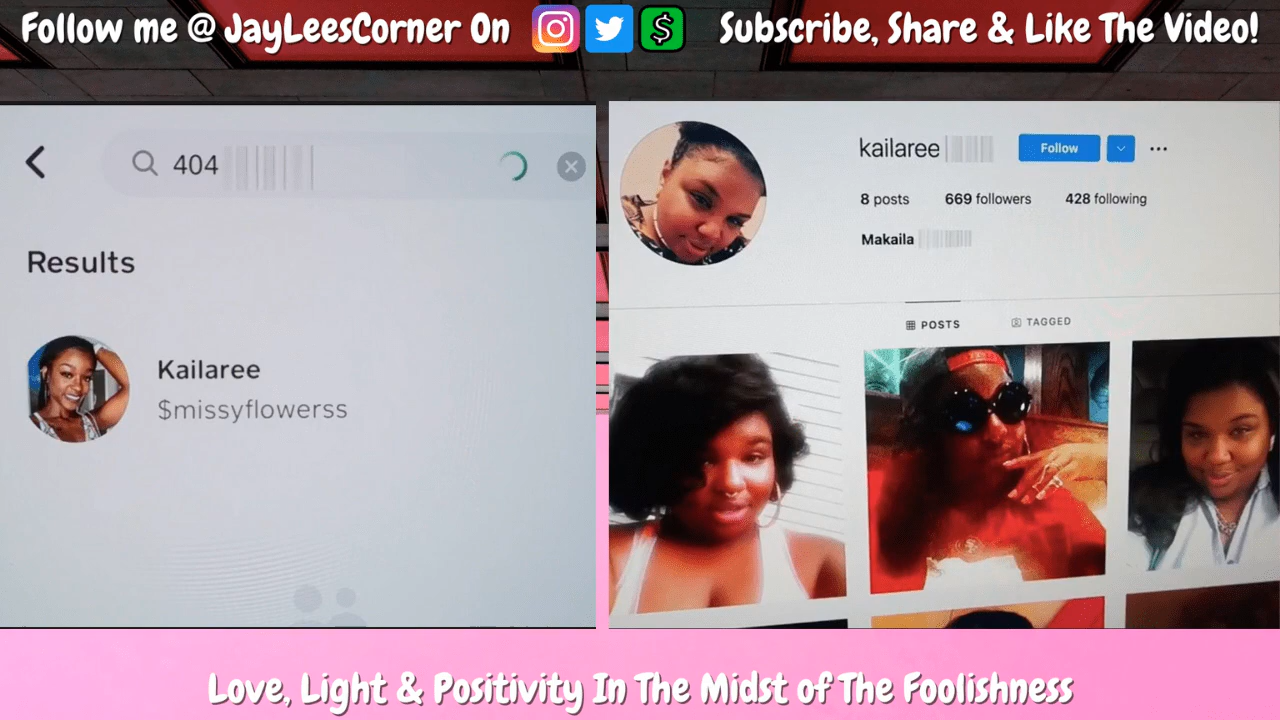 Follow me @ JayLeesCorner On
Subscribe, Share & Like The Video!
404
Results
Kailaree
$missyflowerss
kailaree
Follow
8 posts 669 followers 428 following
Makaila
POSTS TAGGED
Love, Light & Positivity In The Midst of The Foolishness